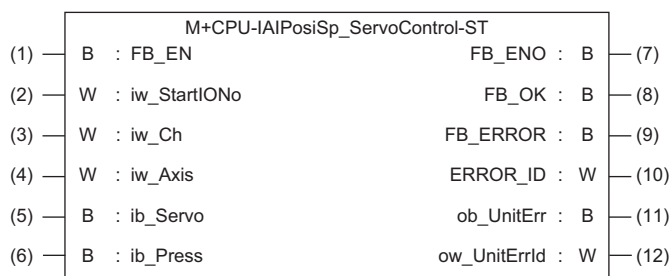 M+CPU-IAIPosiSp_ServoControl-ST
(1) B : FB_EN FB_ENO : B (7)
(2) W : iw_StartIONo FB_OK : B (8)
(3) W : iw_Ch FB_ERROR : B (9)
(4) W : iw_Axis ERROR_ID : W (10)
(5) B : ib_Servo ob_UnitErr : B (11)
(6) B : ib_Press ow_UnitErrId : W (12)